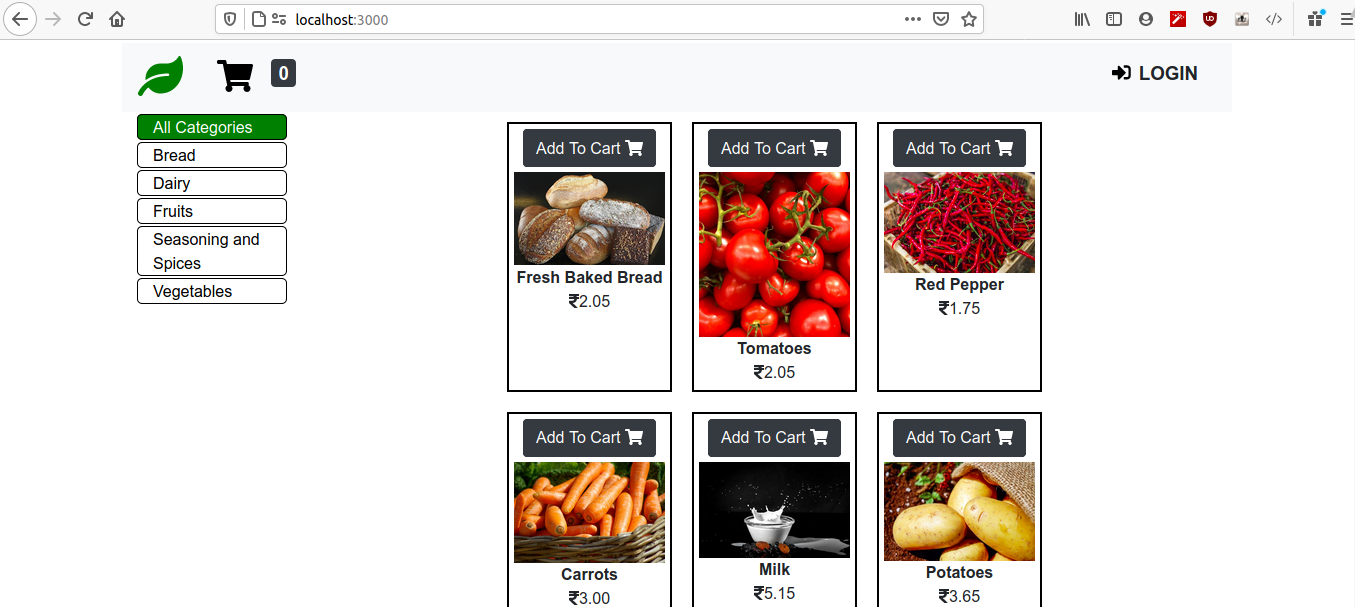 localhost:3000
0
LOGIN
All Categories
Bread
Dairy
Fruits
Seasoning and
Spices
Vegetables
Add To Cart
Fresh Baked Bread
₹2.05
Add To Cart
Tomatoes
₹2.05
Add To Cart
Red Pepper
₹1.75
Add To Cart
Carrots
₹3.00
Add To Cart
Milk
₹5.15
Add To Cart
Potatoes
₹3.65